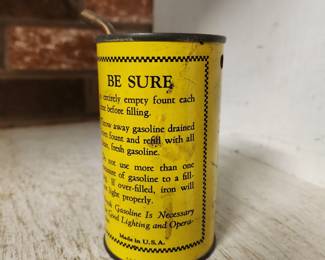 BE SURE
entirely empty fount each
before filling.
away gasoline drained
fount and refill with all
fresh gasoline.
not use more than one
of gasoline to a fill-
If over-filled, iron will
light properly.
Gasoline Is Necessary
Good Lighting and Opera-
Made in U.S.A.